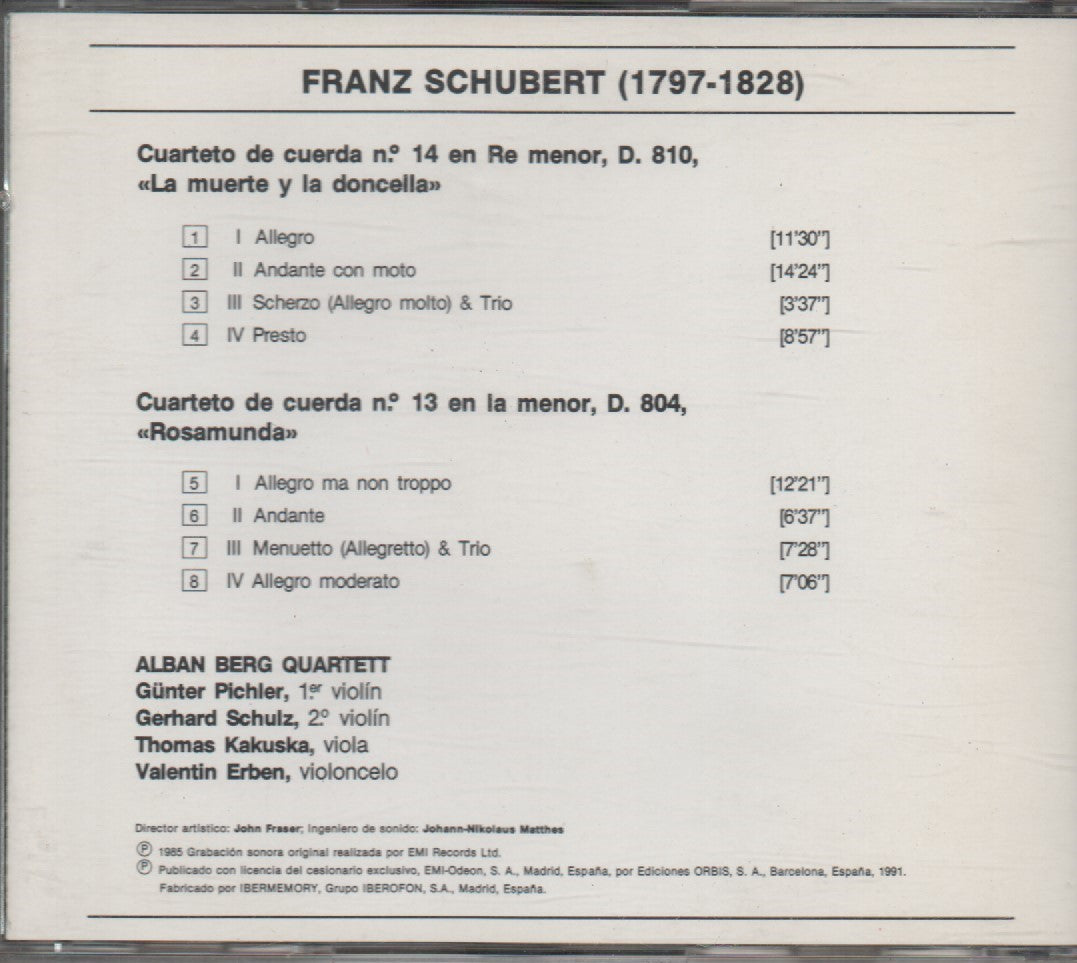 FRANZ SCHUBERT (1797-1828)
Cuarteto de cuerda n.º 14 en Re menor, D. 810,
«La muerte y la doncella»
1 I Allegro [11'30”]
2 II Andante con moto [14'24”]
3 III Scherzo (Allegro molto) & Trio [3'37”]
4 IV Presto [8'57”]
Cuarteto de cuerda n.º 13 en la menor, D. 804,
«Rosamunda»
5 I Allegro ma non troppo [12'21”]
6 II Andante [6'37”]
7 III Menuetto (Allegretto) & Trio [7'28”]
8 IV Allegro moderato [7'06”]
ALBAN BERG QUARTETT
Günter Pichler, 1.er violín
Gerhard Schulz, 2.º violín
Thomas Kakuska, viola
Valentin Erben, violoncelo
Director artístico: John Fraser; Ingeniero de sonido: Johann-Nikolaus Matthes
Ⓟ 1985 Grabación sonora original realizada por EMI Records Ltd.
Ⓟ Publicado con licencia del cesionario exclusivo, EMI-Odeon, S. A., Madrid, España, por Ediciones ORBIS, S. A., Barcelona, España, 1991.
Fabricado por IBERMEMORY, Grupo IBEROFON, S.A., Madrid, España.